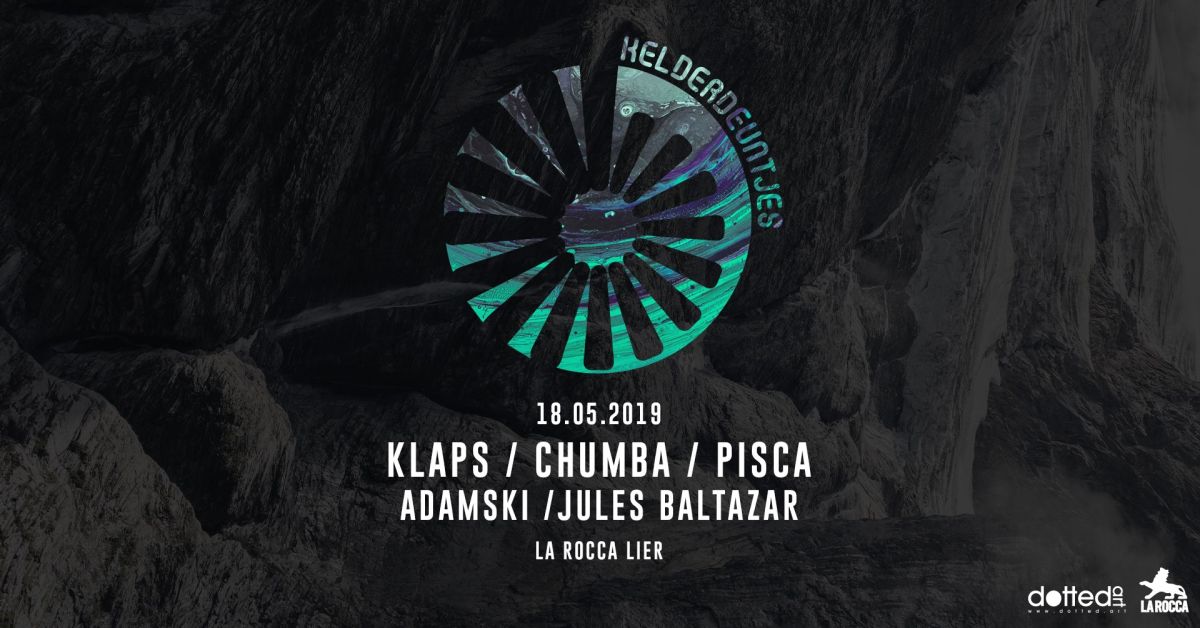 KELDERDEUNTJES
18.05.2019
KLAPS / CHUMBA / PISCA
ADAMSKI /JULES BALTAZAR
LA ROCCA LIER
dotted art
www.dotted.art
LA ROCCA